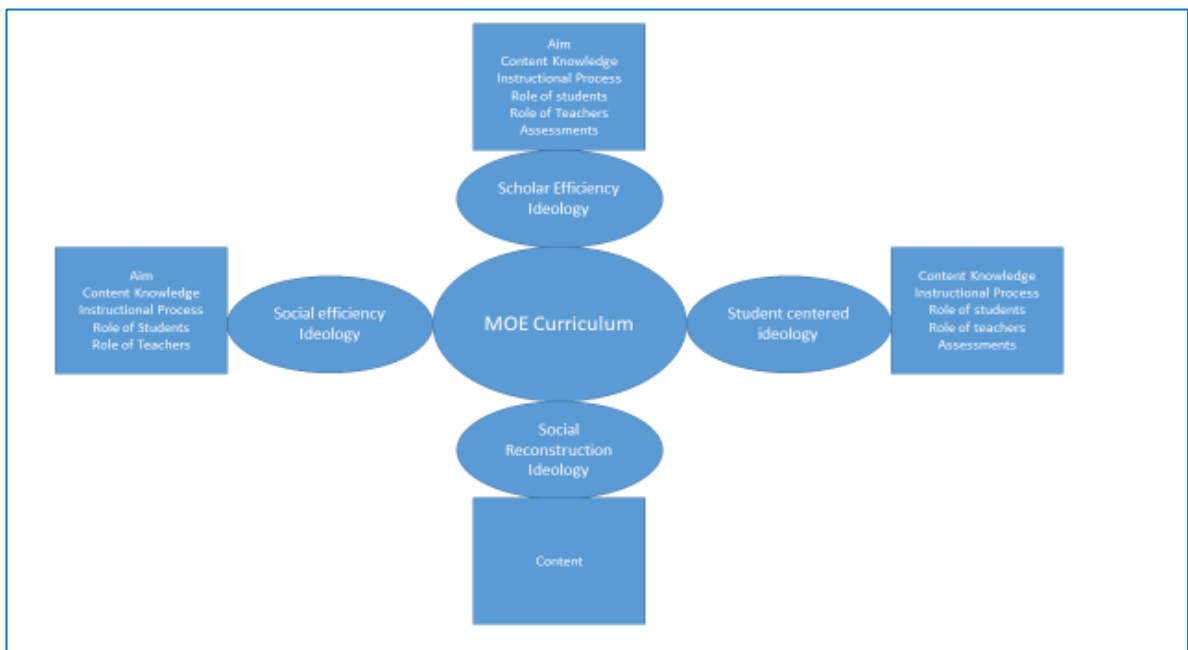 Aim
Content Knowledge
Instructional Process
Role of students
Role of Teachers
Assessments
Scholar Efficiency
Ideology
Aim
Content Knowledge
Instructional Process
Role of Students
Role of Teachers
Social efficiency
Ideology
MOE Curriculum
Student centered
ideology
Content Knowledge
Instructional Process
Role of students
Role of teachers
Assessments
Social
Reconstruction
Ideology
Content